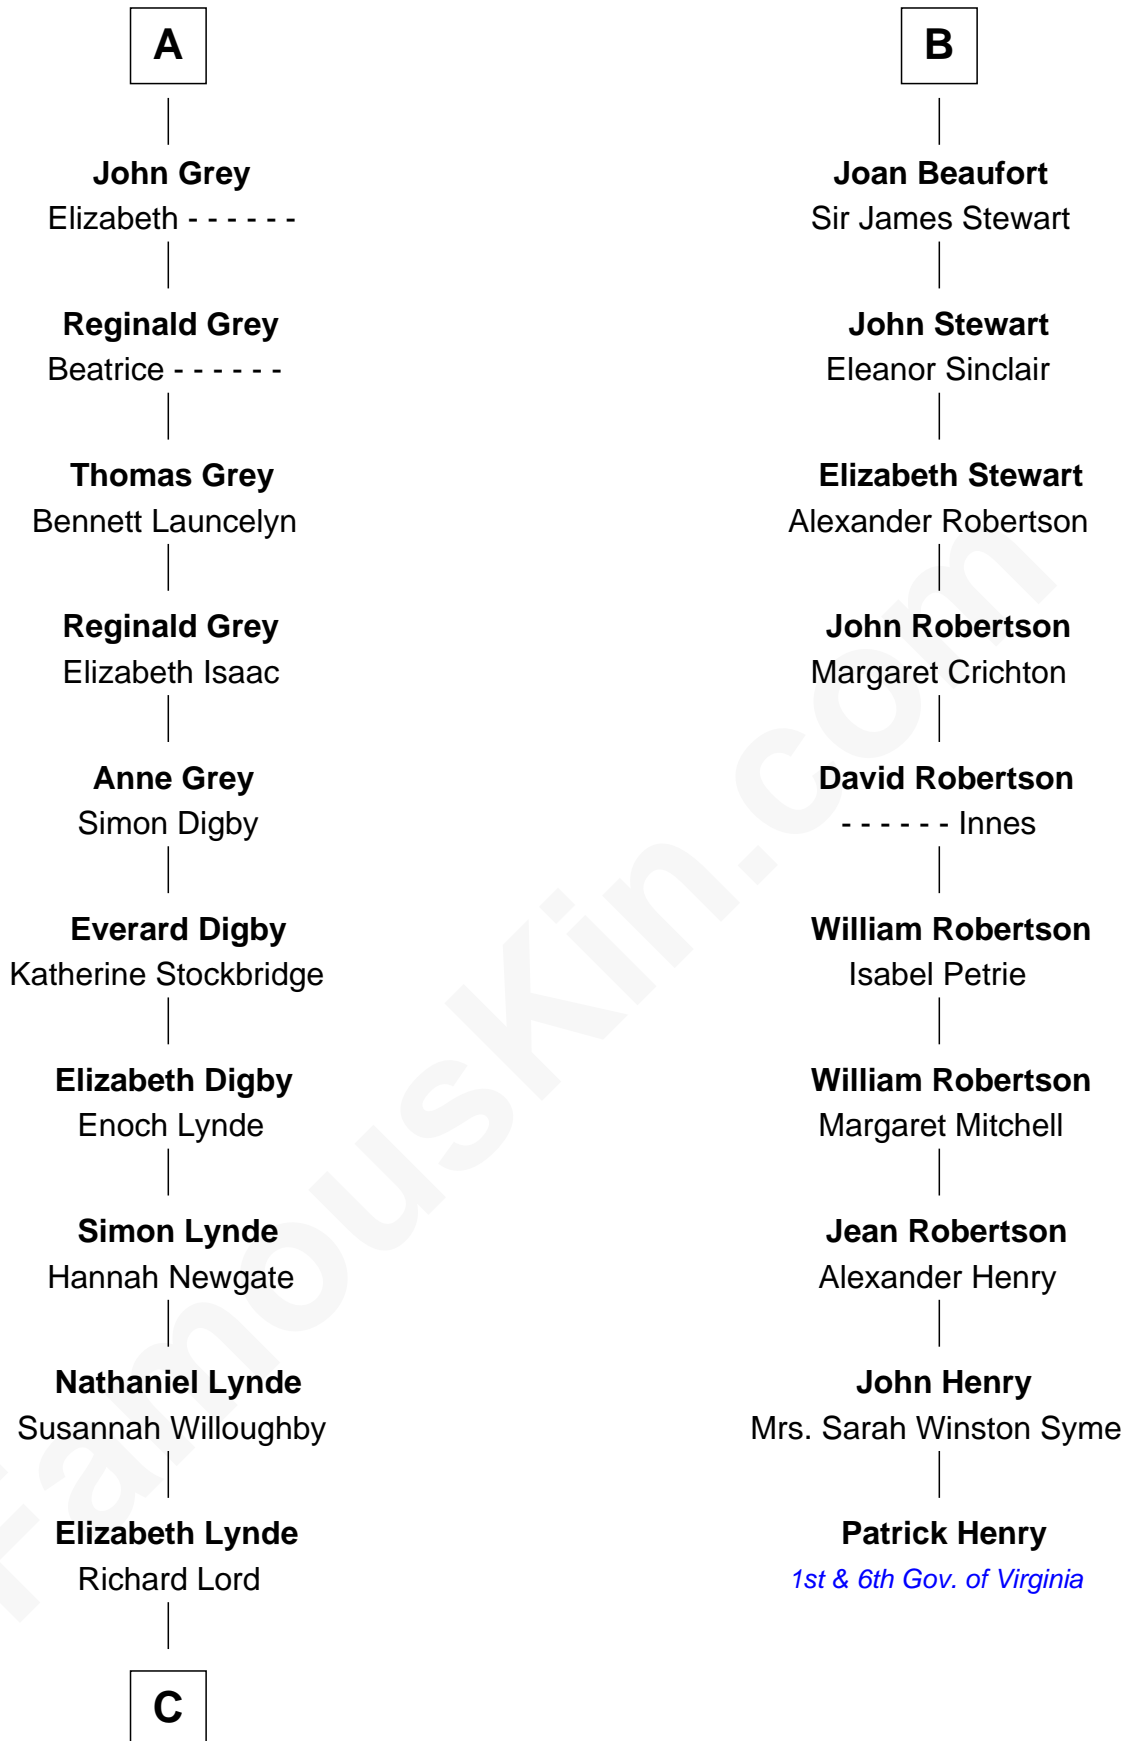 A
John Grey
Elizabeth - - - - - -
Reginald Grey
Beatrice - - - - - -
Thomas Grey
Bennett Launcelyn
Reginald Grey
Elizabeth Isaac
Anne Grey
Simon Digby
Everard Digby
Katherine Stockbridge
Elizabeth Digby
Enoch Lynde
Simon Lynde
Hannah Newgate
Nathaniel Lynde
Susannah Willoughby
Elizabeth Lynde
Richard Lord
C
B
Joan Beaufort
Sir James Stewart
John Stewart
Eleanor Sinclair
Elizabeth Stewart
Alexander Robertson
John Robertson
Margaret Crichton
David Robertson
- - - - - - Innes
William Robertson
Isabel Petrie
William Robertson
Margaret Mitchell
Jean Robertson
Alexander Henry
John Henry
Mrs. Sarah Winston Syme
Patrick Henry
1st & 6th Gov. of Virginia
FamousKin.com